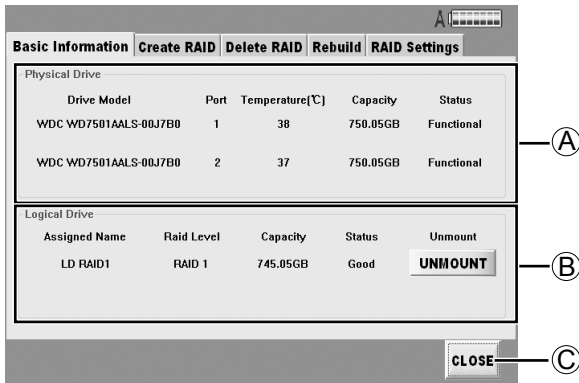 A
Basic Information Create RAID Delete RAID Rebuild RAID Settings
Physical Drive
Drive Model Port Temperature(℃) Capacity Status
WDC WD7501AALS-00J7B0 1 38 750.05GB Functional
A
WDC WD7501AALS-00J7B0 2 37 750.05GB Functional
Logical Drive
Assigned Name Raid Level Capacity Status Unmount
LD RAID1 RAID 1 745.05GB Good UNMOUNT
B
CLOSE
C